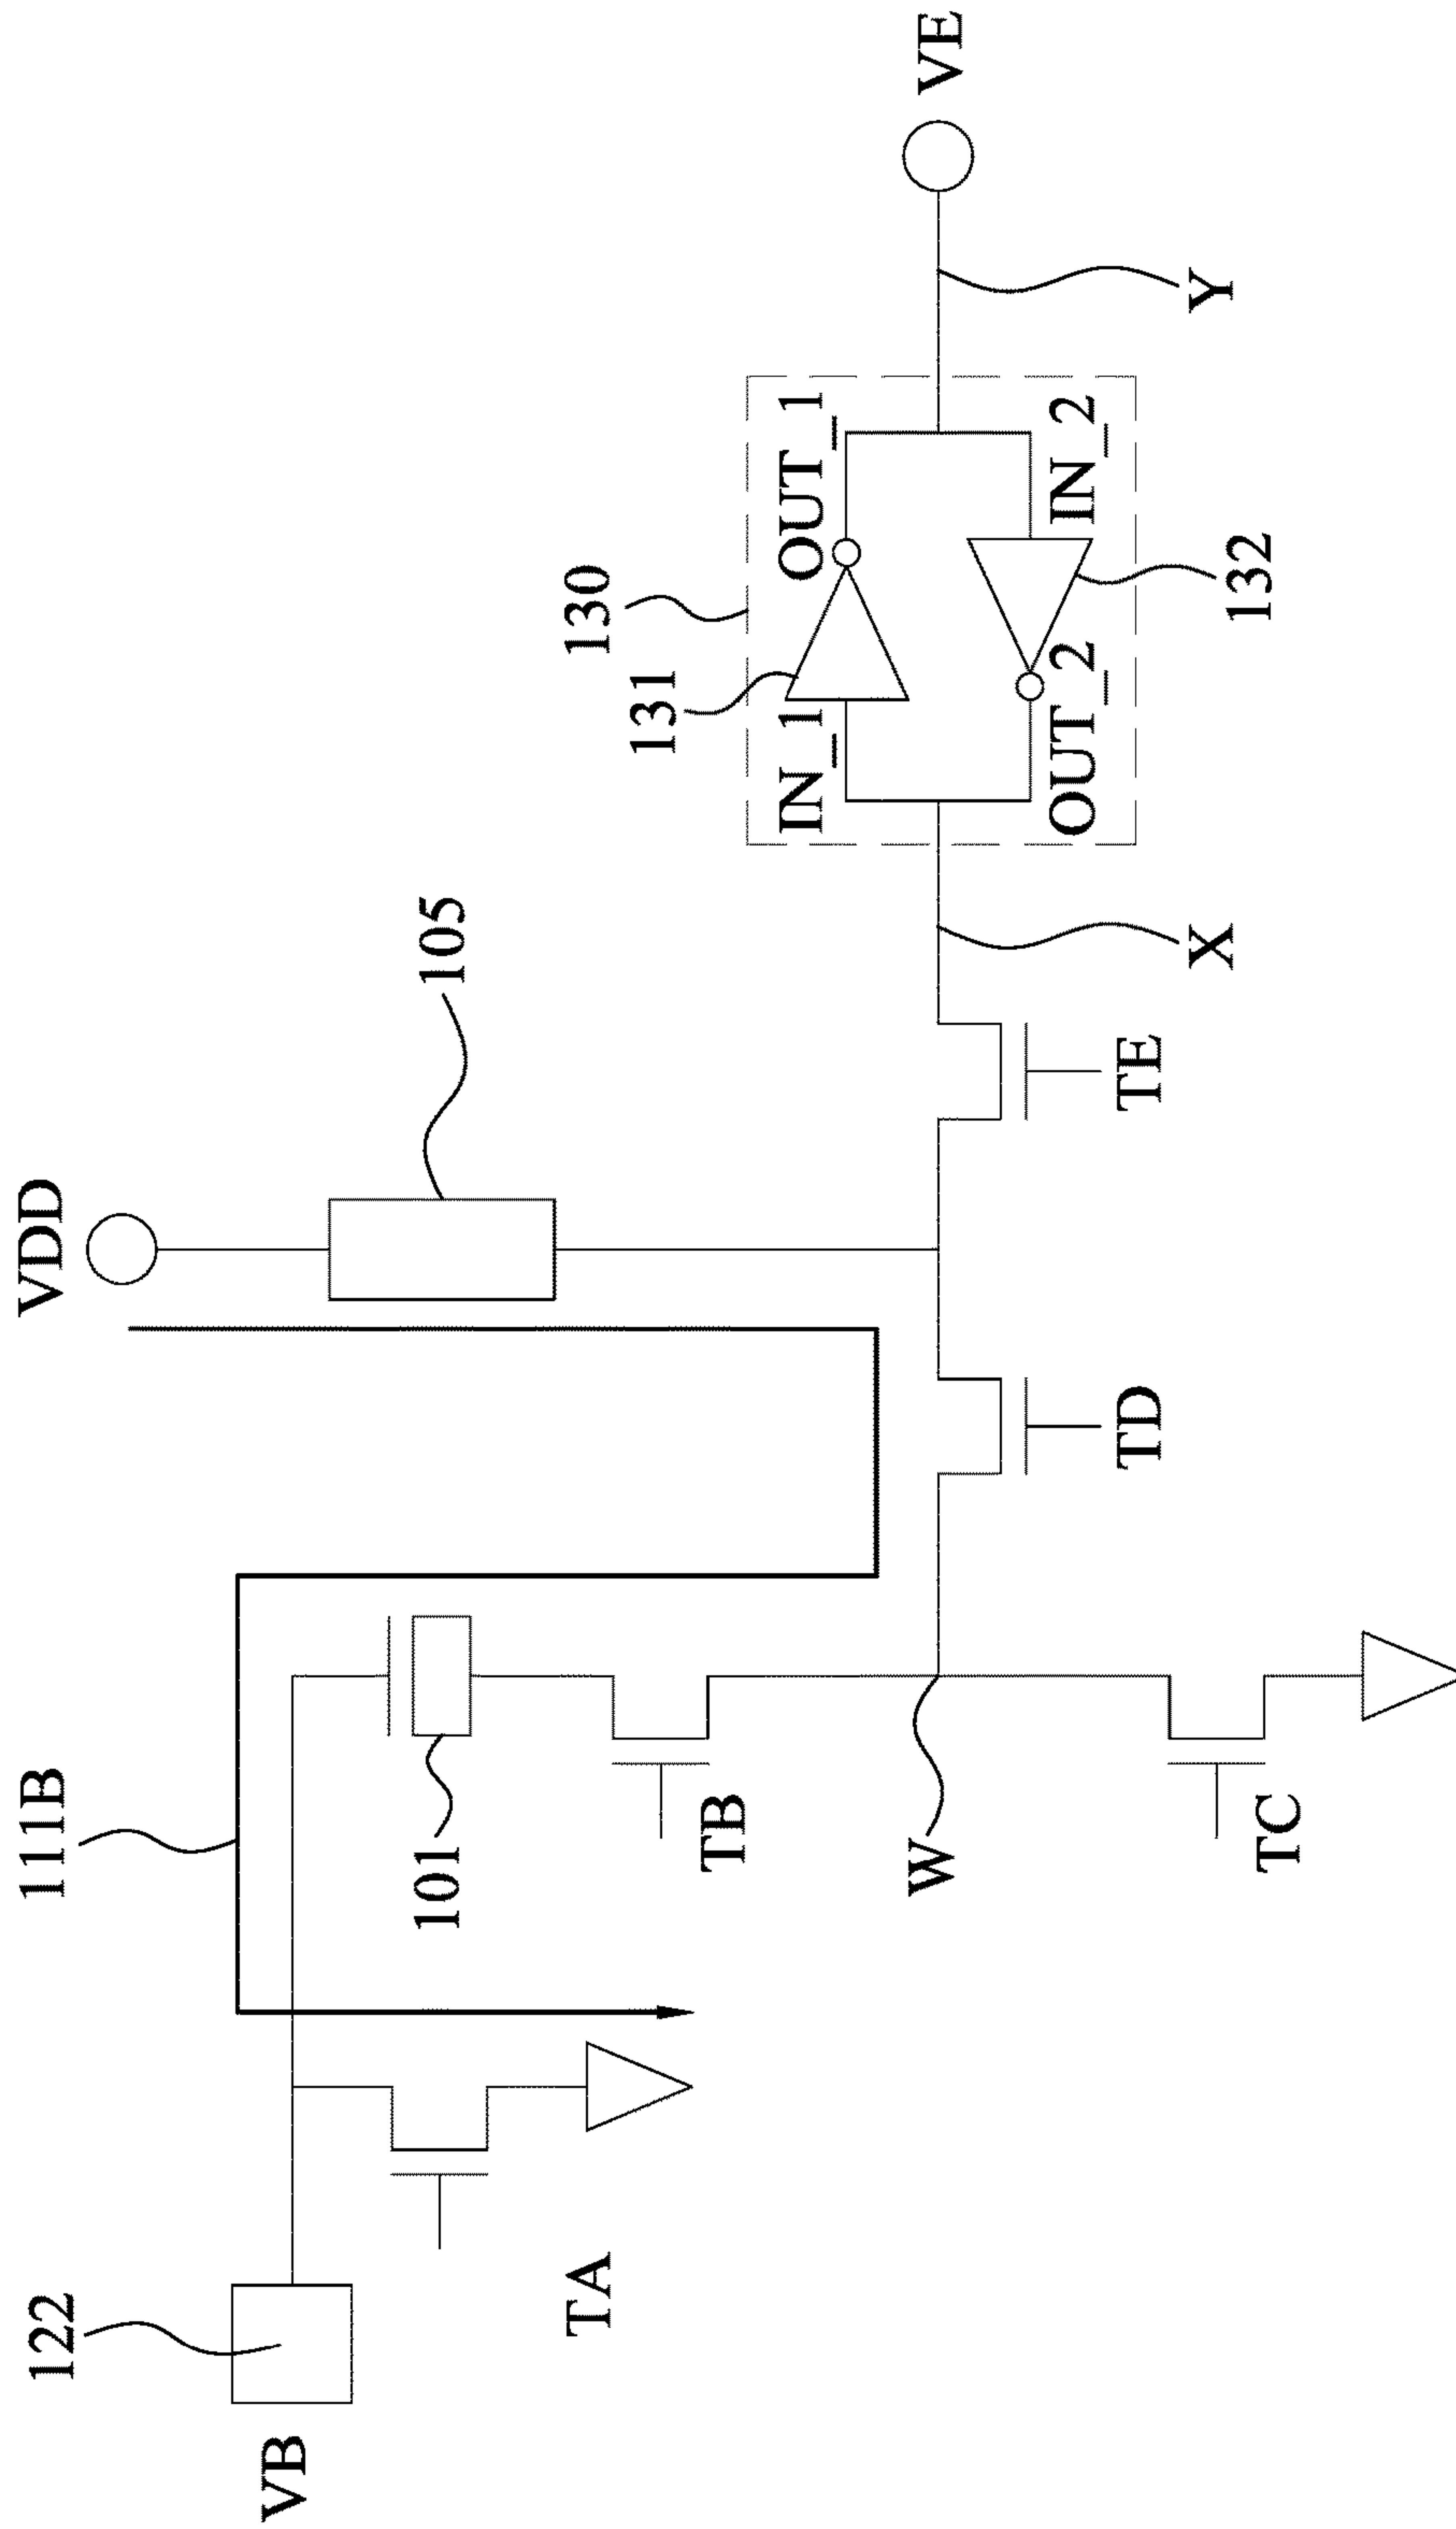 122
111B
VDD
VB
101
105
TA
130
131
TB
IN_1
OUT_1
W
VE
OUT_2
IN_2
TD
TE
X
Y
132
TC